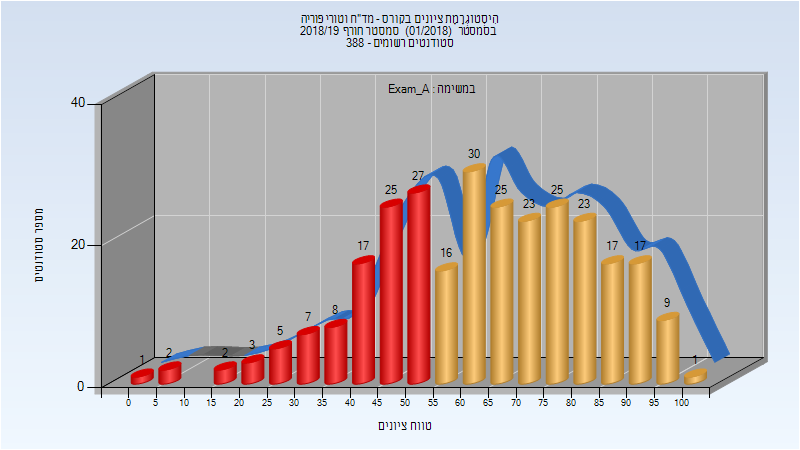 היסטוגרמת ציונים בקורס - מד"ח וטורי פוריה
בסמסטר (01/2018) סמסטר חורף 2018/19
סטודנטים רשומים - 388
במשימה : Exam_A
40
20
0
מספר סטודנטים
1 2 2 3 5 7 8 17 25 27 16 30 25 23 25 23 17 17 9 1
0 5 10 15 20 25 30 35 40 45 50 55 60 65 70 75 80 85 90 95 100
טווח ציונים